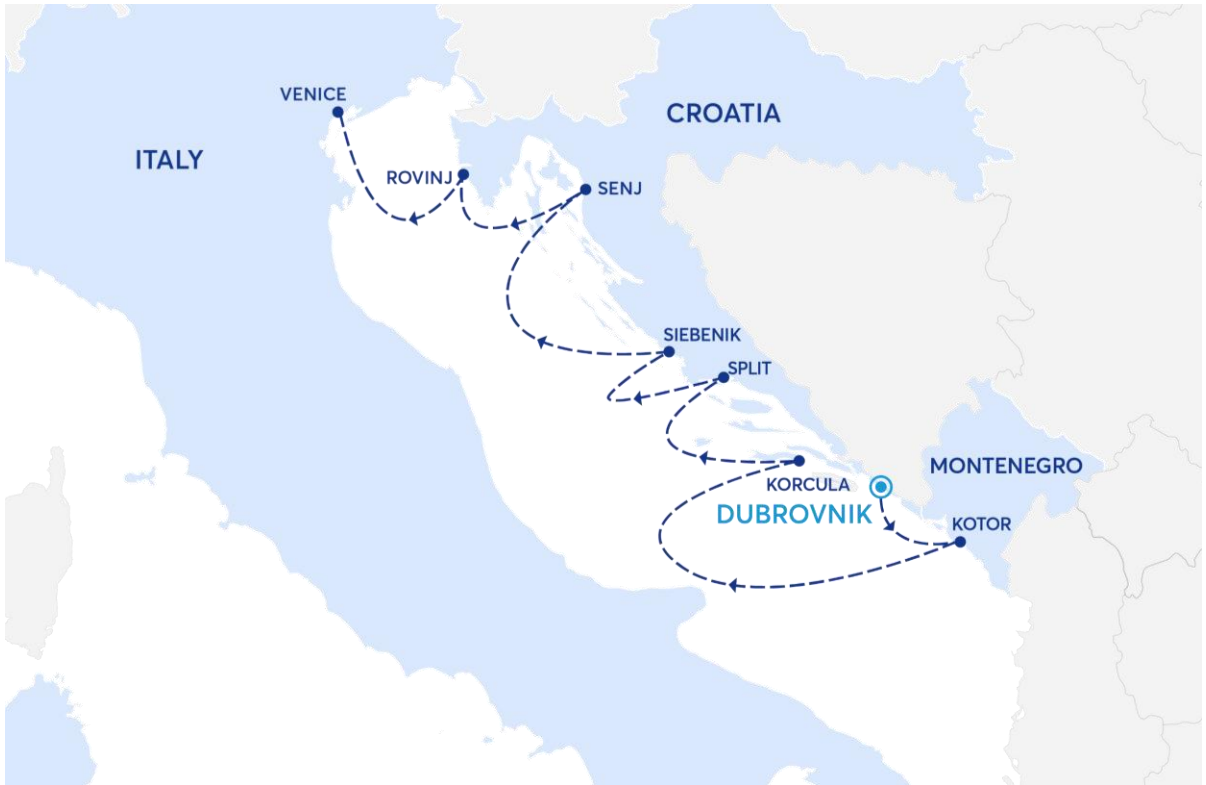 VENICE
CROATIA
ITALY
ROVINJ
SENJ
SIEBENIK
SPLIT
MONTENEGRO
KORCULA
DUBROVNIK
KOTOR